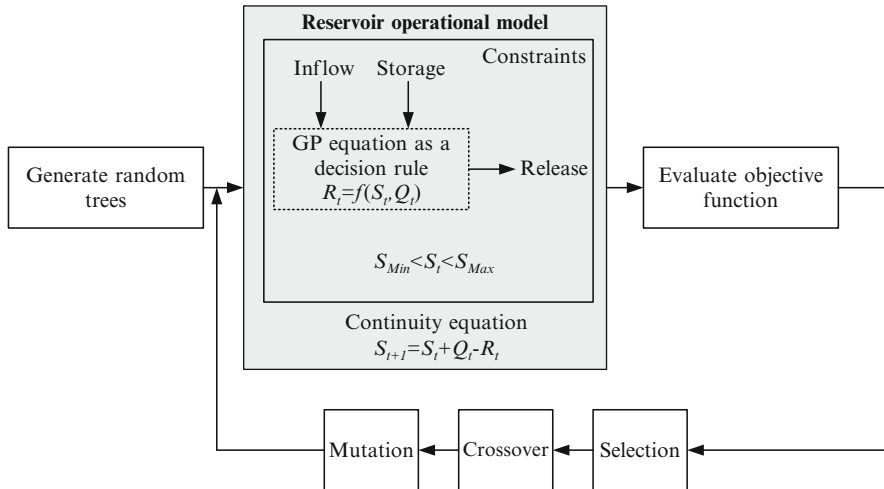 Reservoir operational model
Constraints
Inflow Storage
GP equation as a
decision rule
R_t=f(S_t,Q_t)
Release
S_Min<S_t<S_Max
Continuity equation
S_{t+1}=S_t+Q_t-R_t
Generate random
trees
Evaluate objective
function
Mutation
Crossover
Selection